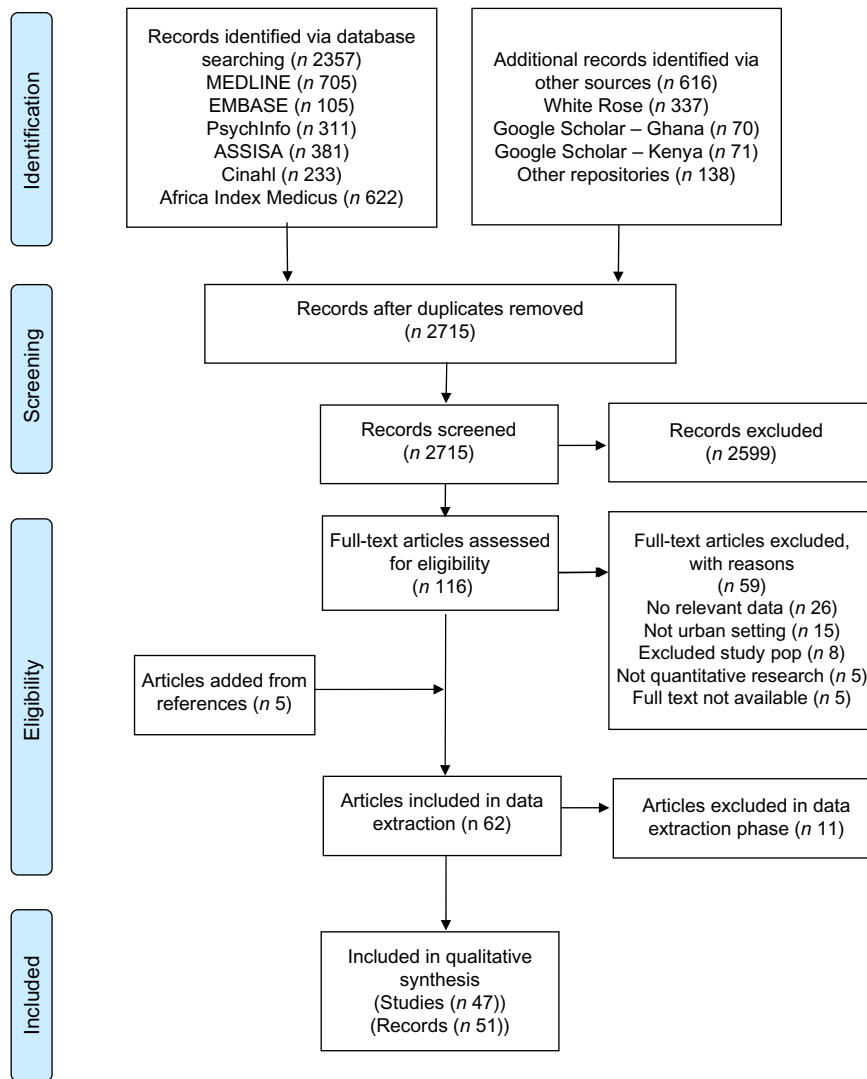 Identification
Records identified via database
searching (n 2357)
MEDLINE (n 705)
EMBASE (n 105)
PsychInfo (n 311)
ASSISA (n 381)
Cinahl (n 233)
Africa Index Medicus (n 622)
Additional records identified via
other sources (n 616)
White Rose (n 337)
Google Scholar – Ghana (n 70)
Google Scholar – Kenya (n 71)
Other repositories (n 138)
Screening
Records after duplicates removed
(n 2715)
Records screened
(n 2715)
Records excluded
(n 2599)
Eligibility
Full-text articles assessed
for eligibility
(n 116)
Full-text articles excluded,
with reasons
(n 59)
No relevant data (n 26)
Not urban setting (n 15)
Excluded study pop (n 8)
Not quantitative research (n 5)
Full text not available (n 5)
Articles added from
references (n 5)
Articles included in data
extraction (n 62)
Articles excluded in data
extraction phase (n 11)
Included
Included in qualitative
synthesis
(Studies (n 47))
(Records (n 51))